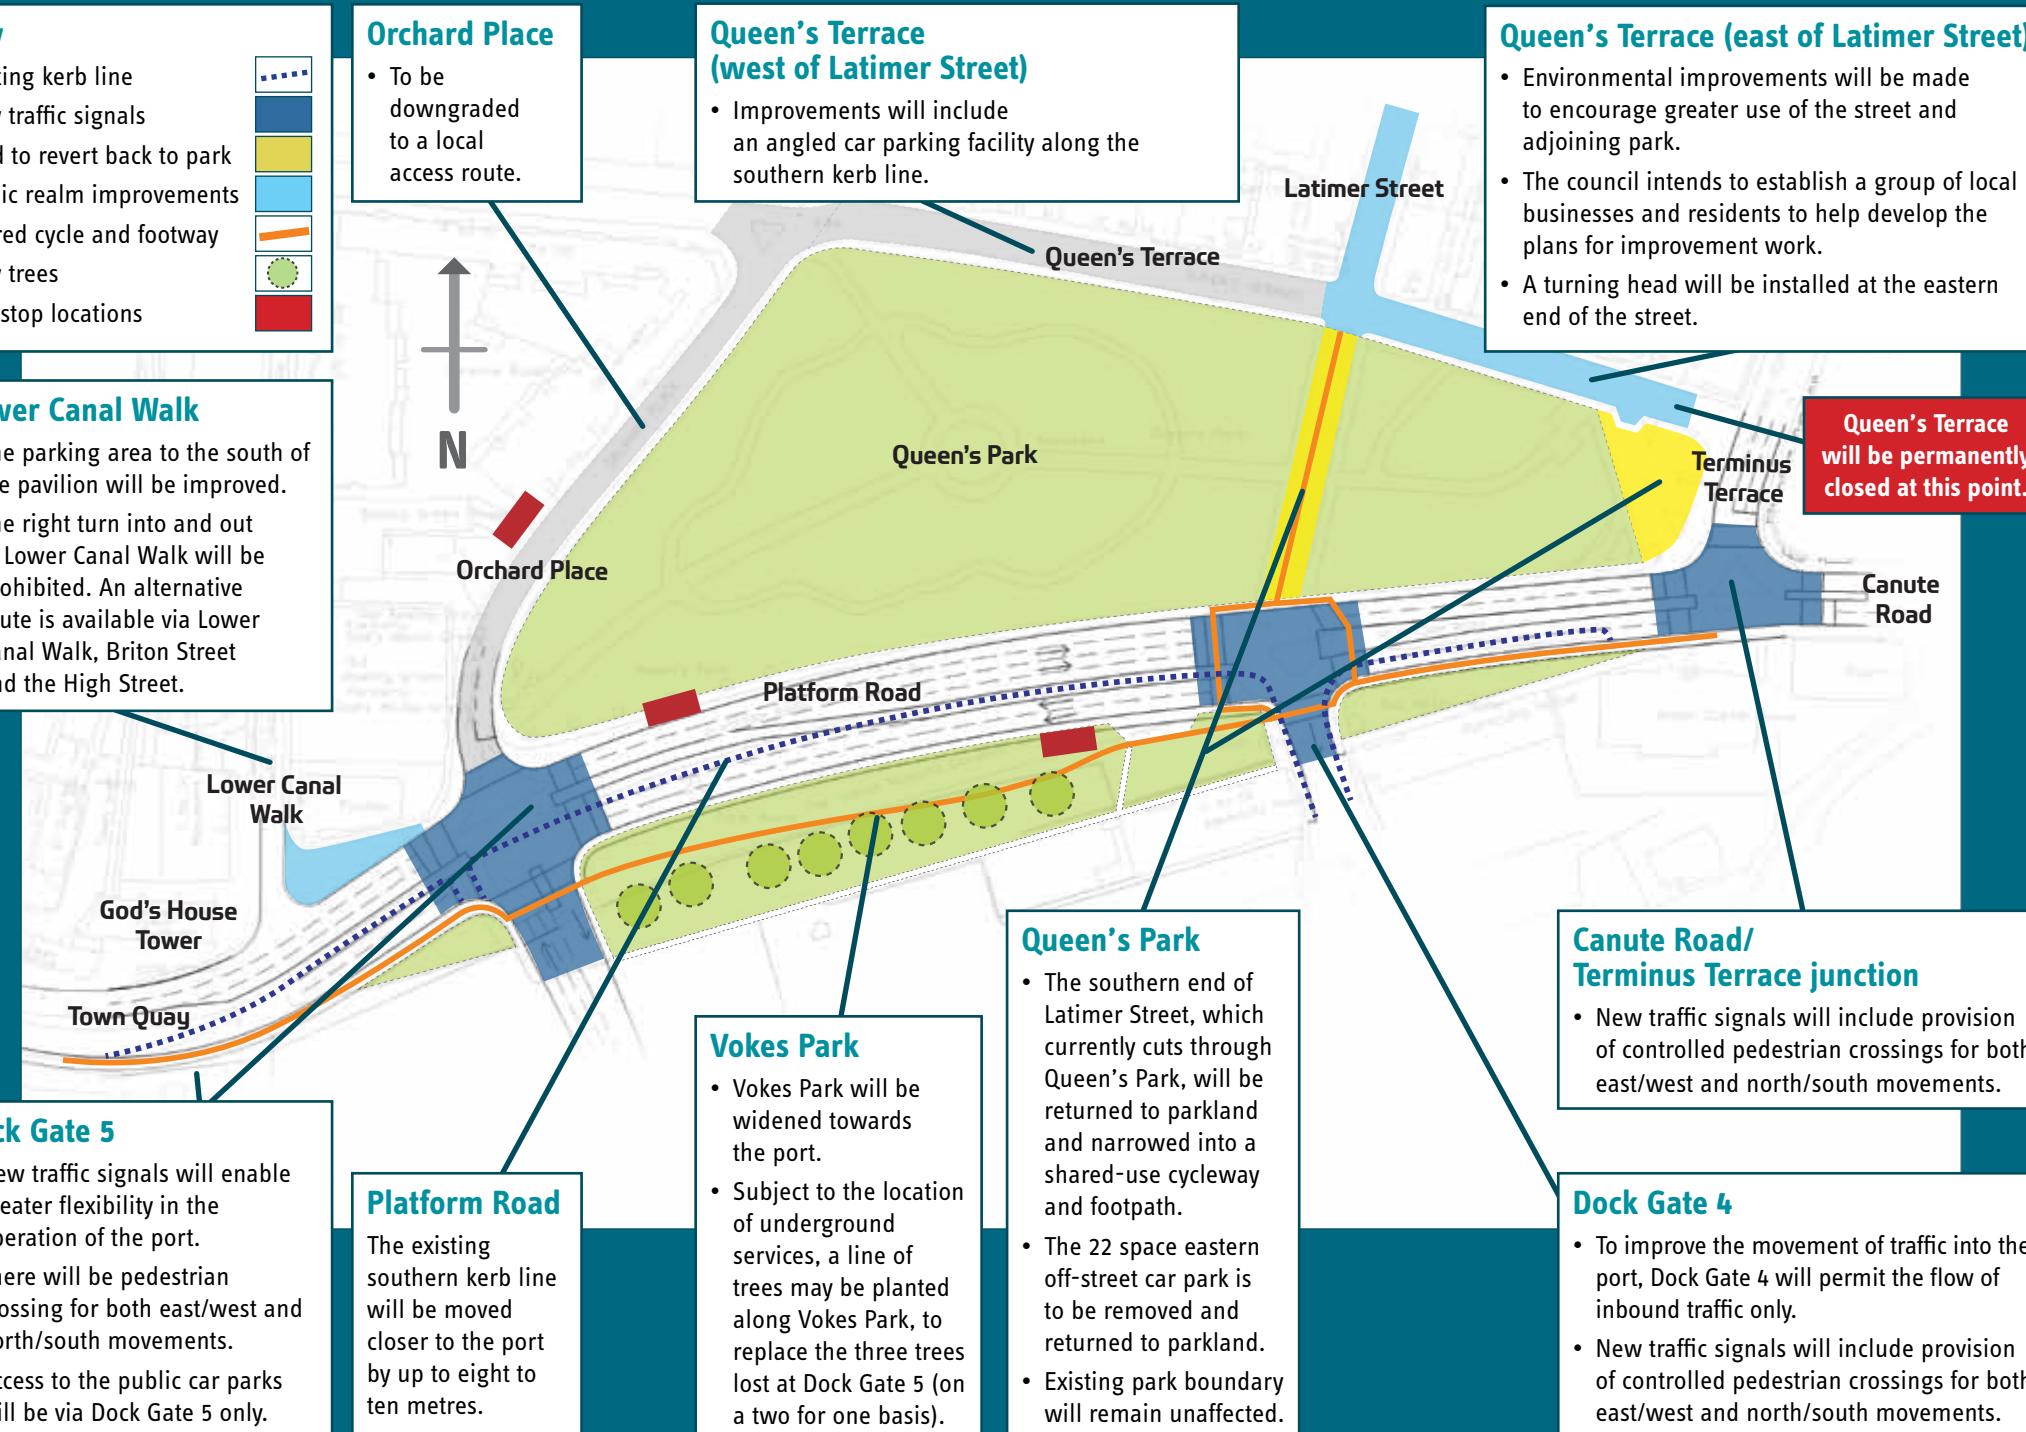 kerb line
traffic signals
to revert back to park
realm improvements
cycle and footway
trees
stop locations
Orchard Place
• To be
downgraded
to a local
access route.
Queen's Terrace
(west of Latimer Street)
• Improvements will include
an angled car parking facility along the
southern kerb line.
Queen's Terrace (east of Latimer Street)
• Environmental improvements will be made
to encourage greater use of the street and
adjoining park.
• The council intends to establish a group of local
businesses and residents to help develop the
plans for improvement work.
• A turning head will be installed at the eastern
end of the street.
Latimer Street
Queen's Terrace
Queen's Terrace
will be permanently
closed at this point.
Terminus
Terrace
Canute
Road
Queen's Park
N
Orchard Place
Platform Road
Lower Canal
Walk
God's House
Tower
Town Quay
Canal Walk
parking area to the south of
pavilion will be improved.
right turn into and out
Lower Canal Walk will be
An alternative
is available via Lower
Walk, Briton Street
the High Street.
Gate 5
traffic signals will enable
flexibility in the
of the port.
will be pedestrian
for both east/west and
movements.
to the public car parks
be via Dock Gate 5 only.
Platform Road
The existing
southern kerb line
will be moved
closer to the port
by up to eight to
ten metres.
Vokes Park
• Vokes Park will be
widened towards
the port.
• Subject to the location
of underground
services, a line of
trees may be planted
along Vokes Park, to
replace the three trees
lost at Dock Gate 5 (on
a two for one basis).
Queen's Park
• The southern end of
Latimer Street, which
currently cuts through
Queen's Park, will be
returned to parkland
and narrowed into a
shared-use cycleway
and footpath.
• The 22 space eastern
off-street car park is
to be removed and
returned to parkland.
• Existing park boundary
will remain unaffected.
Canute Road/
Terminus Terrace junction
• New traffic signals will include provision
of controlled pedestrian crossings for both
east/west and north/south movements.
Dock Gate 4
• To improve the movement of traffic into the
port, Dock Gate 4 will permit the flow of
inbound traffic only.
• New traffic signals will include provision
of controlled pedestrian crossings for both
east/west and north/south movements.